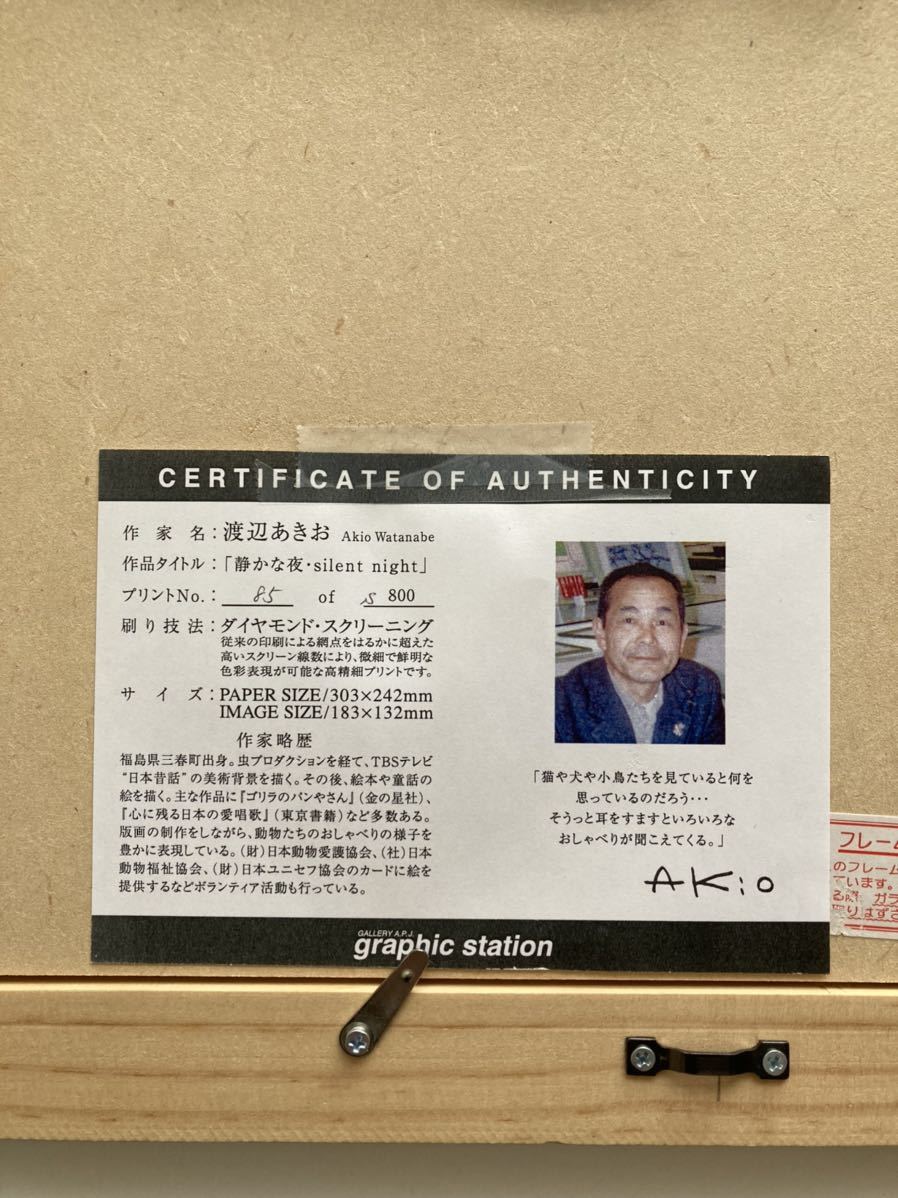 CERTIFICATE OF AUTHENTICITY
作家名：渡辺あきお Akio Watanabe
作品タイトル：「静かな夜・silent night」
プリントNo.： 85 of S 800
刷り技法：ダイヤモンド・スクリーニング
従来の印刷による網点をはるかに超えた
高いスクリーン線数により、微細で鮮明な
色彩表現が可能な高精細プリントです。
サイズ：PAPER SIZE/303×242mm
IMAGE SIZE/183×132mm
作家略歴
福島県三春町出身。虫プロダクションを経て、TBSテレビ
“日本昔話”の美術背景を描く。その後、絵本や童話の
絵を描く。主な作品に『ゴリラのパンやさん』（金の星社）、
『心に残る日本の愛唱歌』（東京書籍）など多数ある。
版画の制作をしながら、動物たちのおしゃべりの様子を
豊かに表現している。（財）日本動物愛護協会、（社）日本
動物福祉協会、（財）日本ユニセフ協会のカードに絵を
提供するなどボランティア活動も行っている。
「猫や犬や小鳥たちを見ていると何を
思っているのだろう･･･
そうっと耳をすますといろいろな
おしゃべりが聞こえてくる。」
AKio
GALLERY A.P.J.
graphic station
フレーム
のフレーム
ています。
ガラ
りはずさ